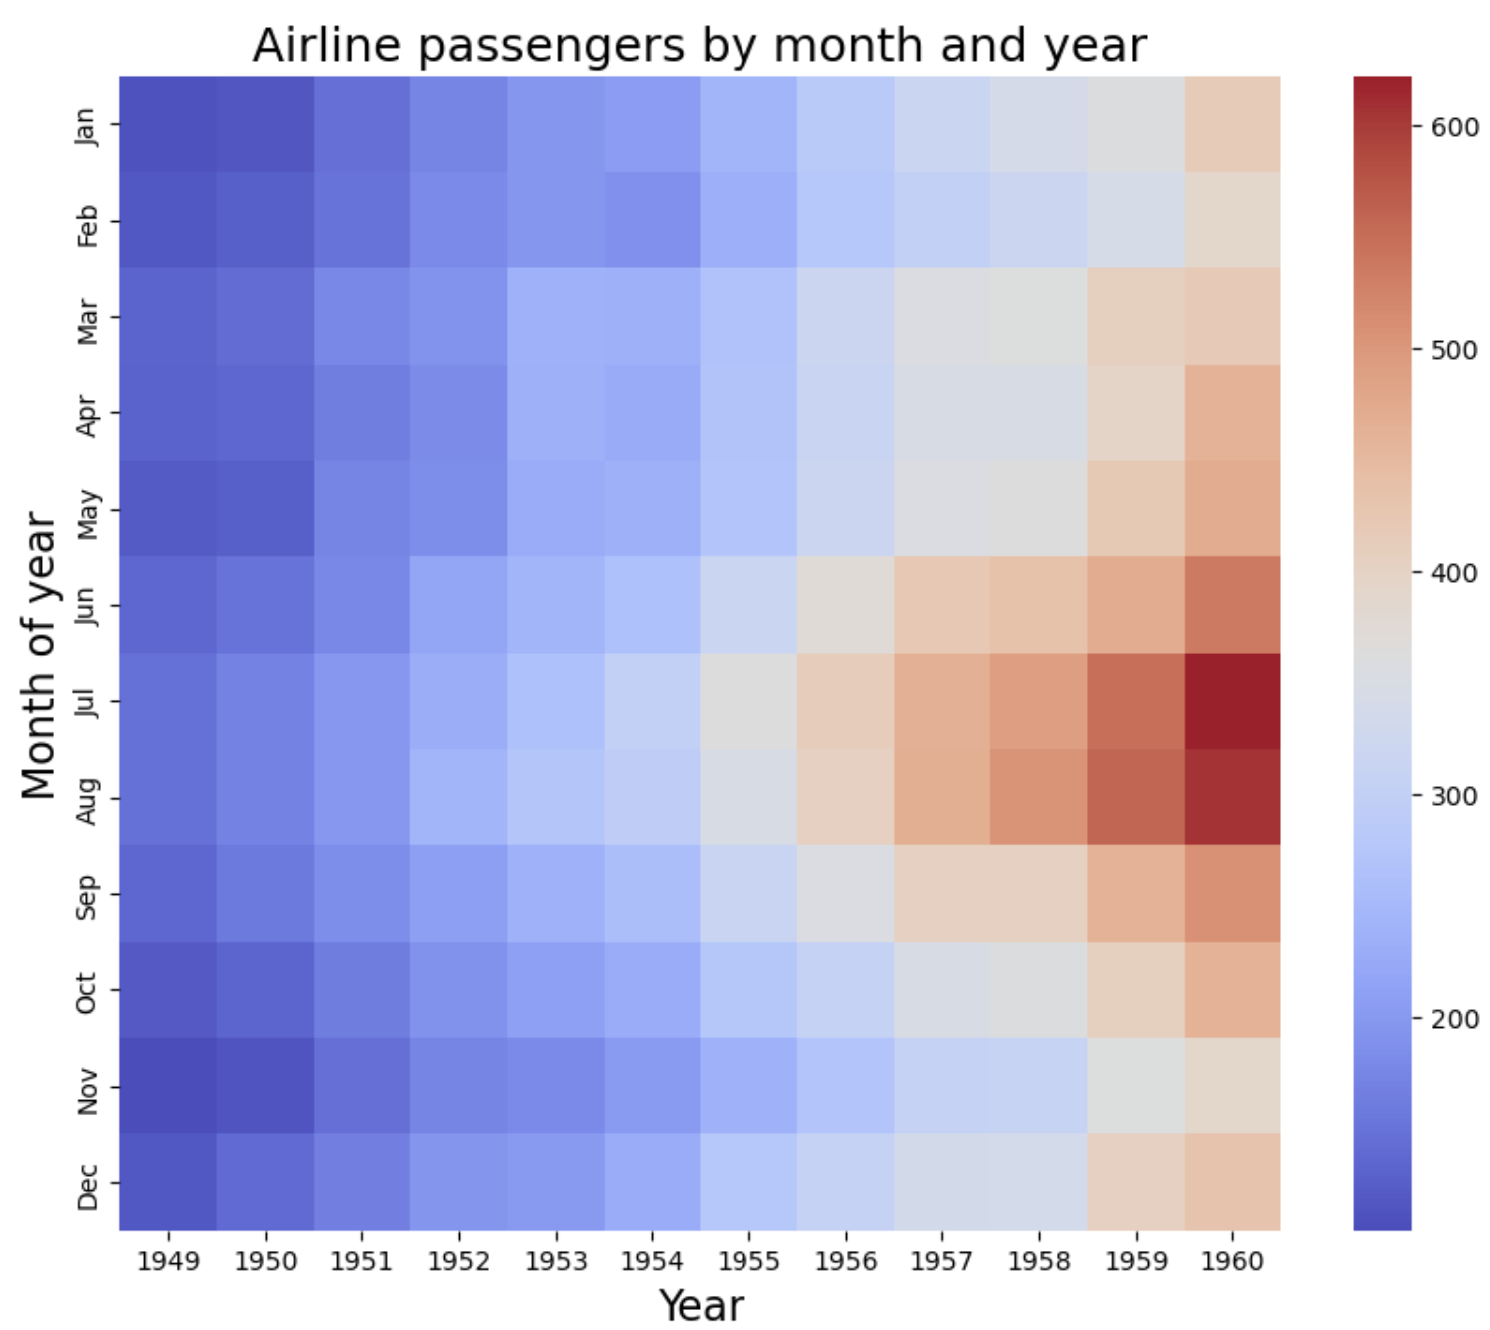 Airline passengers by month and year
Month of year
Jan
Feb
Mar
Apr
May
Jun
Jul
Aug
Sep
Oct
Nov
Dec
1949 1950 1951 1952 1953 1954 1955 1956 1957 1958 1959 1960
Year
600
500
400
300
200